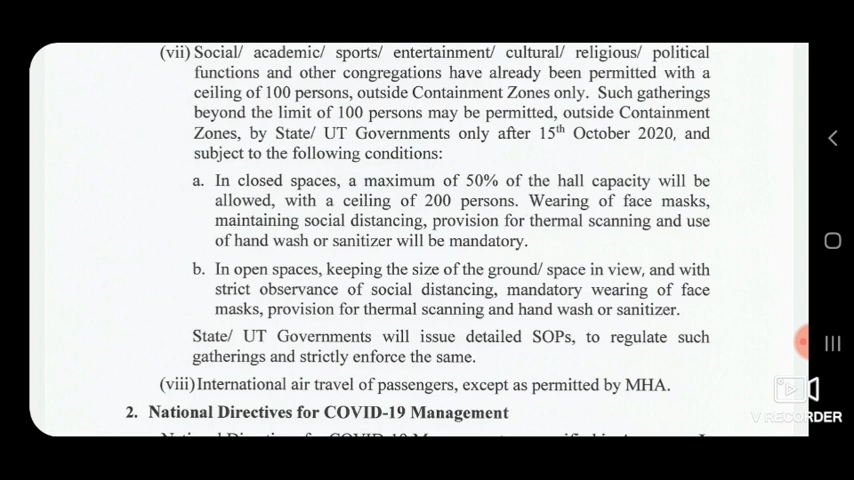 (vii) Social/ academic/ sports/ entertainment/ cultural/ religious/ political
functions and other congregations have already been permitted with a
ceiling of 100 persons, outside Containment Zones only. Such gatherings
beyond the limit of 100 persons may be permitted, outside Containment
Zones, by State/ UT Governments only after 15th October 2020, and
subject to the following conditions:
a. In closed spaces, a maximum of 50% of the hall capacity will be
allowed, with a ceiling of 200 persons. Wearing of face masks,
maintaining social distancing, provision for thermal scanning and use
of hand wash or sanitizer will be mandatory.
b. In open spaces, keeping the size of the ground/ space in view, and with
strict observance of social distancing, mandatory wearing of face
masks, provision for thermal scanning and hand wash or sanitizer.
State/ UT Governments will issue detailed SOPs, to regulate such
gatherings and strictly enforce the same.
(viii) International air travel of passengers, except as permitted by MHA.
2. National Directives for COVID-19 Management
V RECORDER